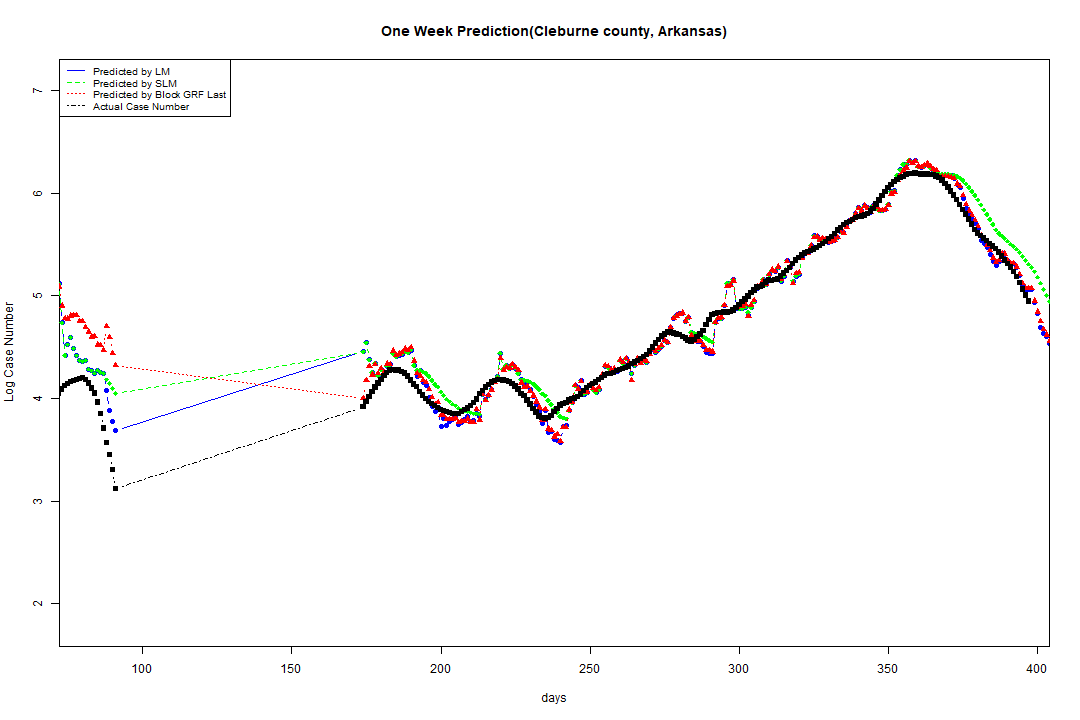 One Week Prediction(Cleburne county, Arkansas)
Predicted by LM
Predicted by SLM
Predicted by Block GRF Last
Actual Case Number
7
6
5
4
3
2
Log Case Number
100 150 200 250 300 350 400
days